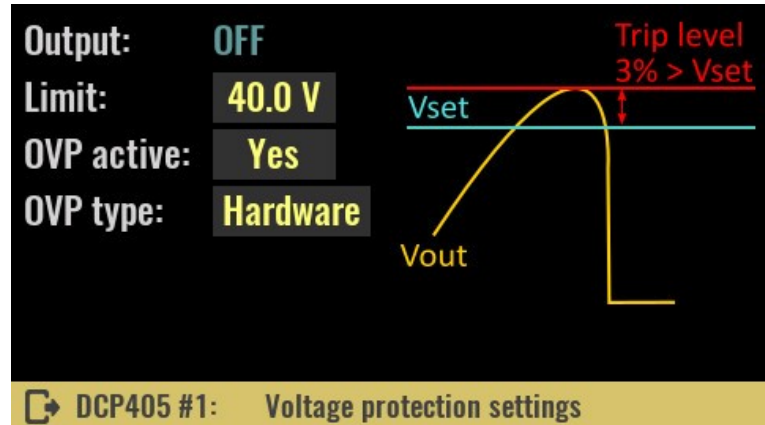 Output: OFF
Limit: 40.0 V
OVP active: Yes
OVP type: Hardware
Trip level
3% > Vset
Vset
Vout
DCP405 #1: Voltage protection settings